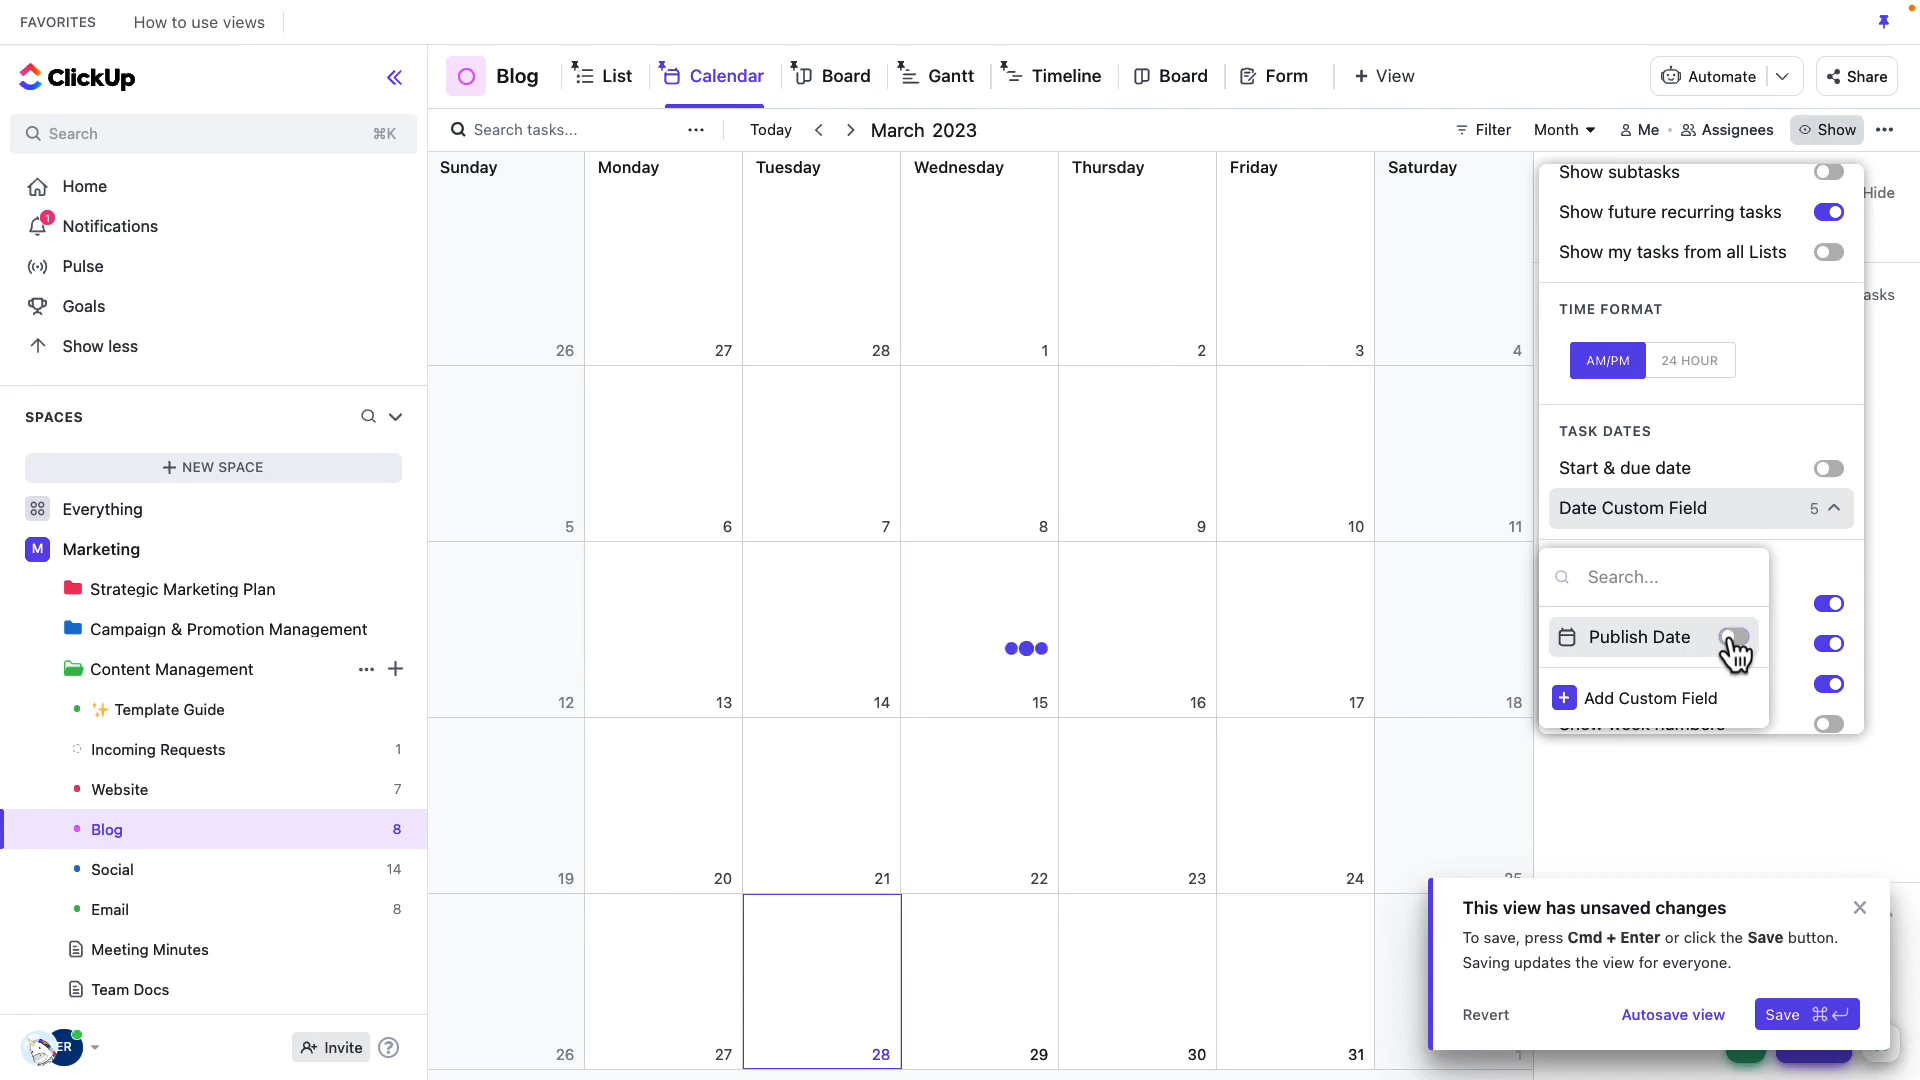 FAVORITES
How to use views
ClickUp
Search
⌘K
Home
1
Notifications
Pulse
Goals
Show less
SPACES
+ NEW SPACE
Everything
M
Marketing
Strategic Marketing Plan
Campaign & Promotion Management
Content Management
✨ Template Guide
Incoming Requests 1
Website 7
Blog 8
Social 14
Email 8
Meeting Minutes
Team Docs
ER
Invite
?
Blog
List
Calendar
Board
Gantt
Timeline
Board
Form
+ View
Automate
Share
Search tasks...
Today
March 2023
Filter
Month
Me
Assignees
Show
Sunday Monday Tuesday Wednesday Thursday Friday Saturday
26 27 28 1 2 3 4
5 6 7 8 9 10 11
12 13 14 15 16 17 18
19 20 21 22 23 24 25
26 27 28 29 30 31 1
Hide
asks
Show subtasks
Show future recurring tasks
Show my tasks from all Lists
TIME FORMAT
AM/PM
24 HOUR
TASK DATES
Start & due date
Date Custom Field 5
Search...
Publish Date
+ Add Custom Field
Show week numbers
This view has unsaved changes
To save, press Cmd + Enter or click the Save button.
Saving updates the view for everyone.
Revert
Autosave view
Save ⌘↵